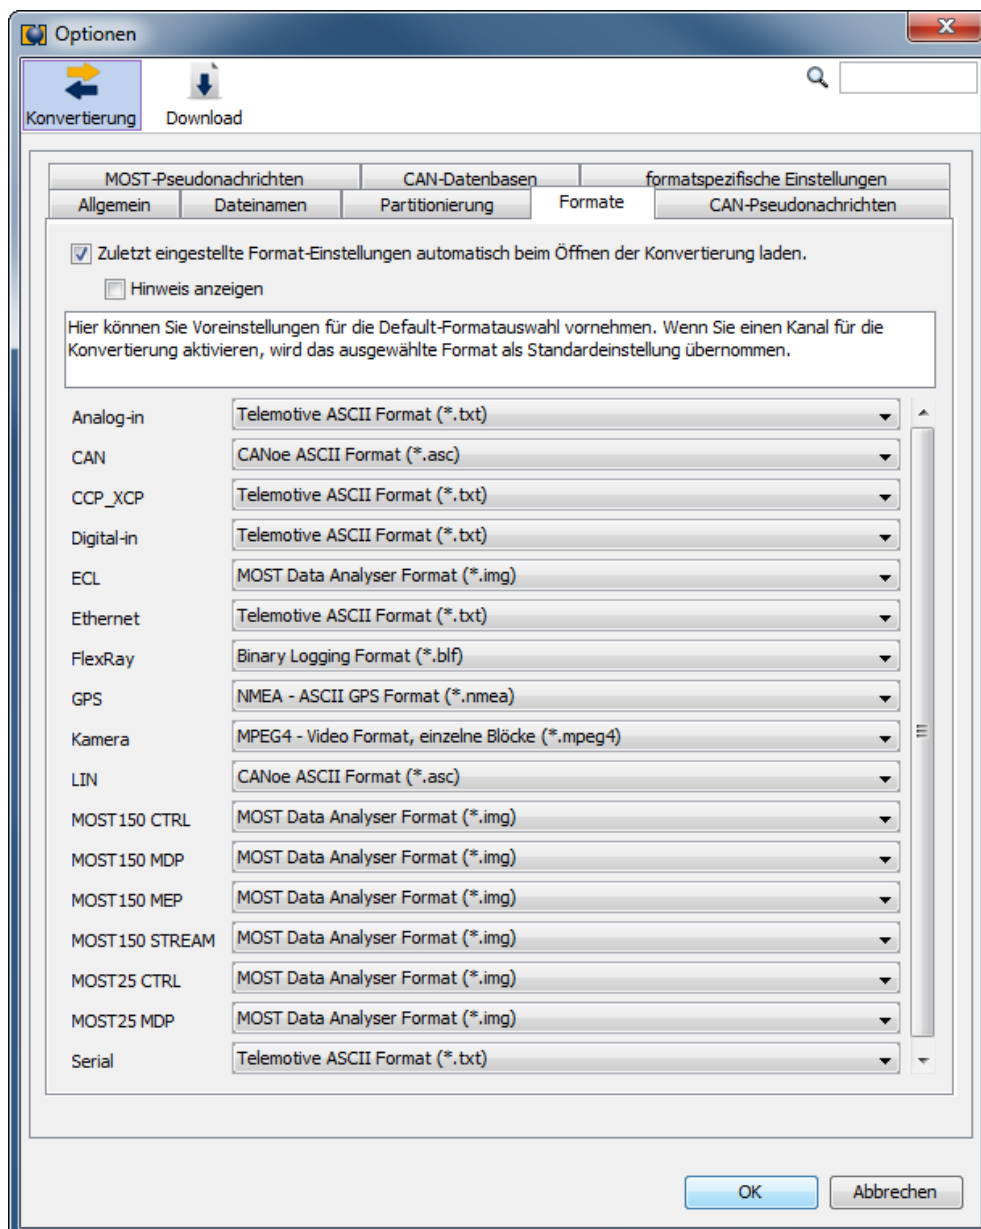 Optionen
Konvertierung
Download
MOST-Pseudonachrichten
CAN-Datenbasen
formatspezifische Einstellungen
Allgemein
Dateinamen
Partitionierung
Formate
CAN-Pseudonachrichten
Zuletzt eingestellte Format-Einstellungen automatisch beim Öffnen der Konvertierung laden.
Hinweis anzeigen
Hier können Sie Voreinstellungen für die Default-Formatauswahl vornehmen. Wenn Sie einen Kanal für die
Konvertierung aktivieren, wird das ausgewählte Format als Standardeinstellung übernommen.
Analog-in Telemotive ASCII Format (*.txt)
CAN CANoe ASCII Format (*.asc)
CCP_XCP Telemotive ASCII Format (*.txt)
Digital-in Telemotive ASCII Format (*.txt)
ECL MOST Data Analyser Format (*.img)
Ethernet Telemotive ASCII Format (*.txt)
FlexRay Binary Logging Format (*.blf)
GPS NMEA - ASCII GPS Format (*.nmea)
Kamera MPEG4 - Video Format, einzelne Blöcke (*.mpeg4)
LIN CANoe ASCII Format (*.asc)
MOST150 CTRL MOST Data Analyser Format (*.img)
MOST150 MDP MOST Data Analyser Format (*.img)
MOST150 MEP MOST Data Analyser Format (*.img)
MOST150 STREAM MOST Data Analyser Format (*.img)
MOST25 CTRL MOST Data Analyser Format (*.img)
MOST25 MDP MOST Data Analyser Format (*.img)
Serial Telemotive ASCII Format (*.txt)
OK
Abbrechen